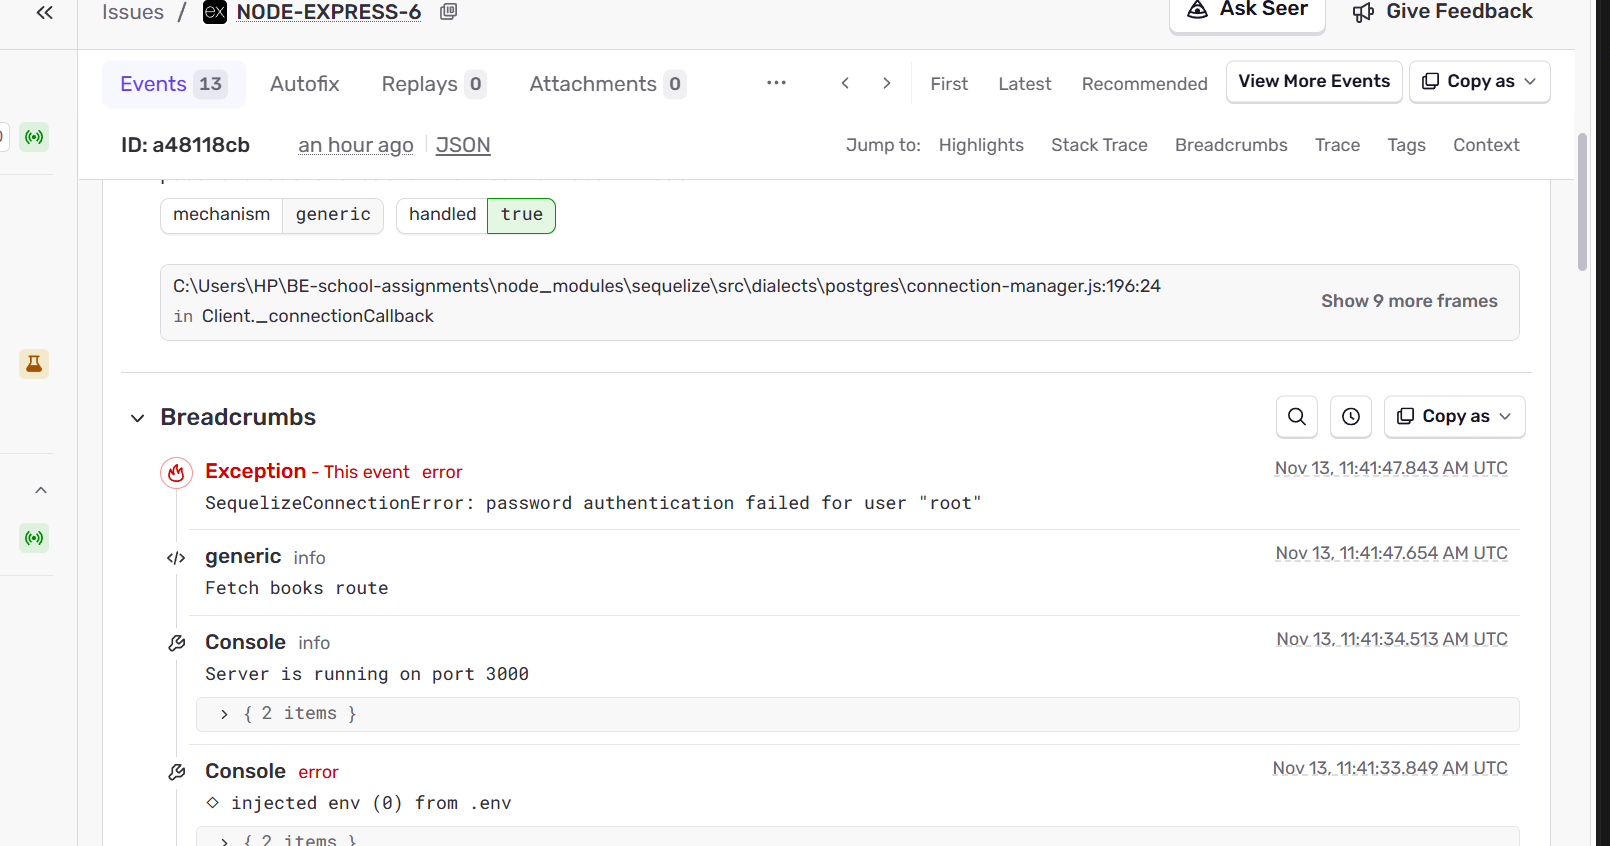 Issues / ex NODE-EXPRESS-6
Ask Seer
Give Feedback
Events 13
Autofix
Replays 0
Attachments 0
First
Latest
Recommended
View More Events
Copy as
ID: a48118cb
an hour ago
JSON
Jump to:
Highlights
Stack Trace
Breadcrumbs
Trace
Tags
Context
mechanism generic
handled true
C:\Users\HP\BE-school-assignments\node_modules\sequelize\src\dialects\postgres\connection-manager.js:196:24
in Client._connectionCallback
Show 9 more frames
Breadcrumbs
Copy as
Exception - This event error
Nov 13, 11:41:47.843 AM UTC
SequelizeConnectionError: password authentication failed for user "root"
generic info
Nov 13, 11:41:47.654 AM UTC
Fetch books route
Console info
Nov 13, 11:41:34.513 AM UTC
Server is running on port 3000
{ 2 items }
Console error
Nov 13, 11:41:33.849 AM UTC
◇ injected env (0) from .env
{ 2 items }